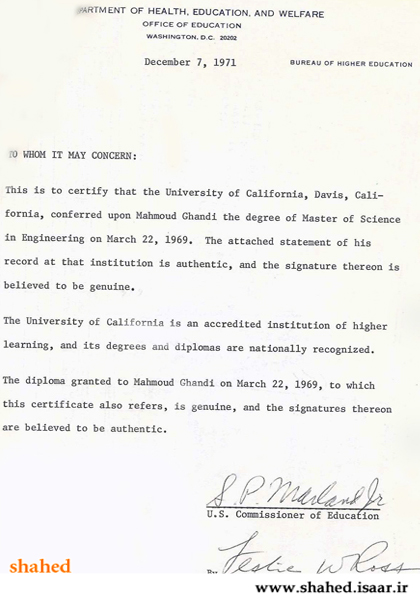 PARTMENT OF HEALTH, EDUCATION, AND WELFARE
OFFICE OF EDUCATION
WASHINGTON, D.C. 20202
December 7, 1971
BUREAU OF HIGHER EDUCATION
TO WHOM IT MAY CONCERN:
This is to certify that the University of California, Davis, Cali-
fornia, conferred upon Mahmoud Ghandi the degree of Master of Science
in Engineering on March 22, 1969. The attached statement of his
record at that institution is authentic, and the signature thereon is
believed to be genuine.
The University of California is an accredited institution of higher
learning, and its degrees and diplomas are nationally recognized.
The diploma granted to Mahmoud Ghandi on March 22, 1969, to which
this certificate also refers, is genuine, and the signatures thereon
are believed to be authentic.
S. P. Marland Jr
U.S. Commissioner of Education
Leslie W Ross
shahed
www.shahed.isaar.ir